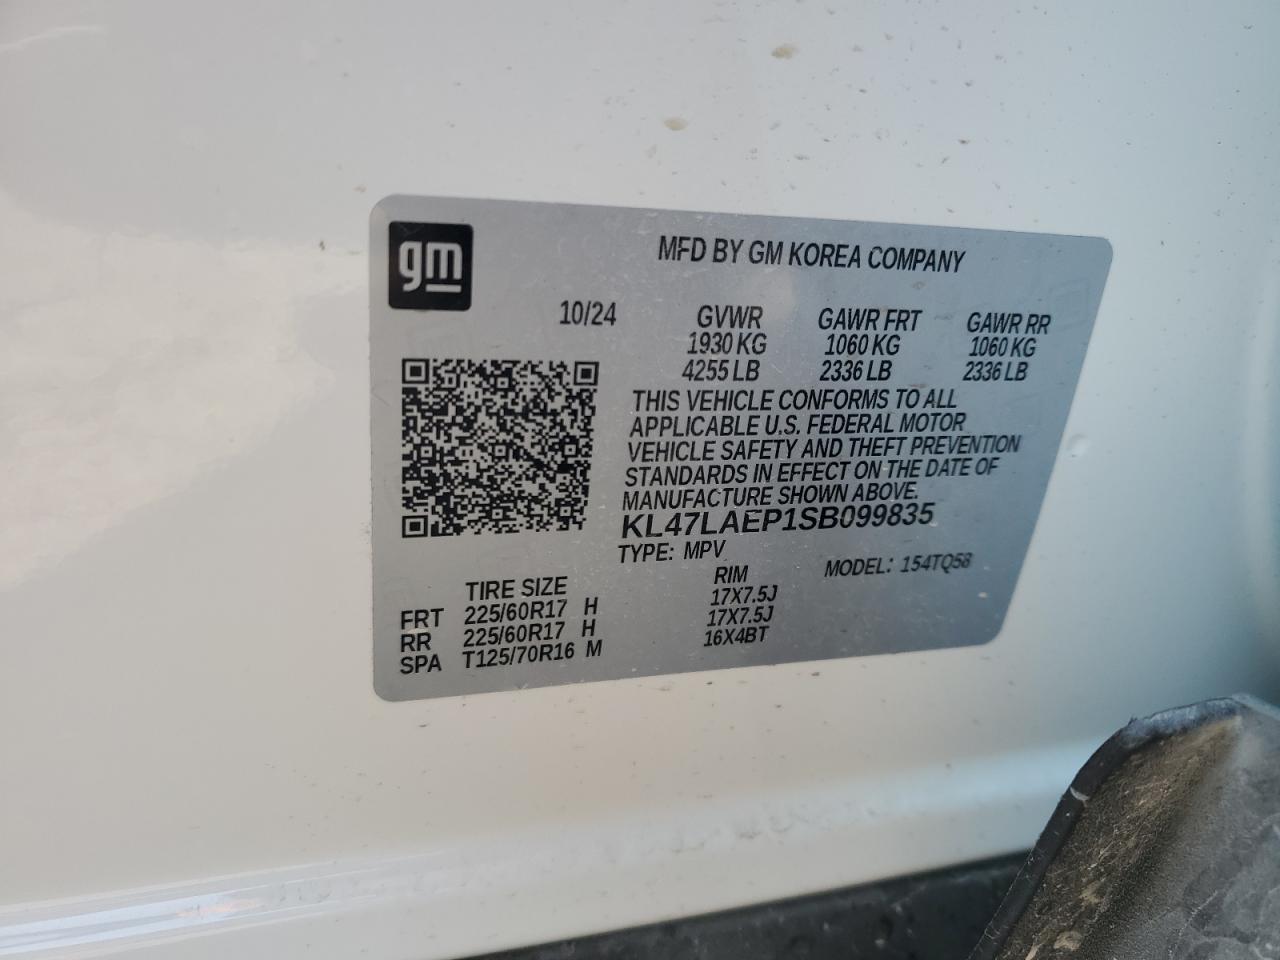 gm
MFD BY GM KOREA COMPANY
10/24 GVWR GAWR FRT GAWR RR
1930 KG 1060 KG 1060 KG
4255 LB 2336 LB 2336 LB
THIS VEHICLE CONFORMS TO ALL
APPLICABLE U.S. FEDERAL MOTOR
VEHICLE SAFETY AND THEFT PREVENTION
STANDARDS IN EFFECT ON THE DATE OF
MANUFACTURE SHOWN ABOVE.
KL47LAEP1SB099835
TYPE: MPV MODEL: 154TQ58
TIRE SIZE RIM
FRT 225/60R17 H 17X7.5J
RR 225/60R17 H 17X7.5J
SPA T125/70R16 M 16X4BT